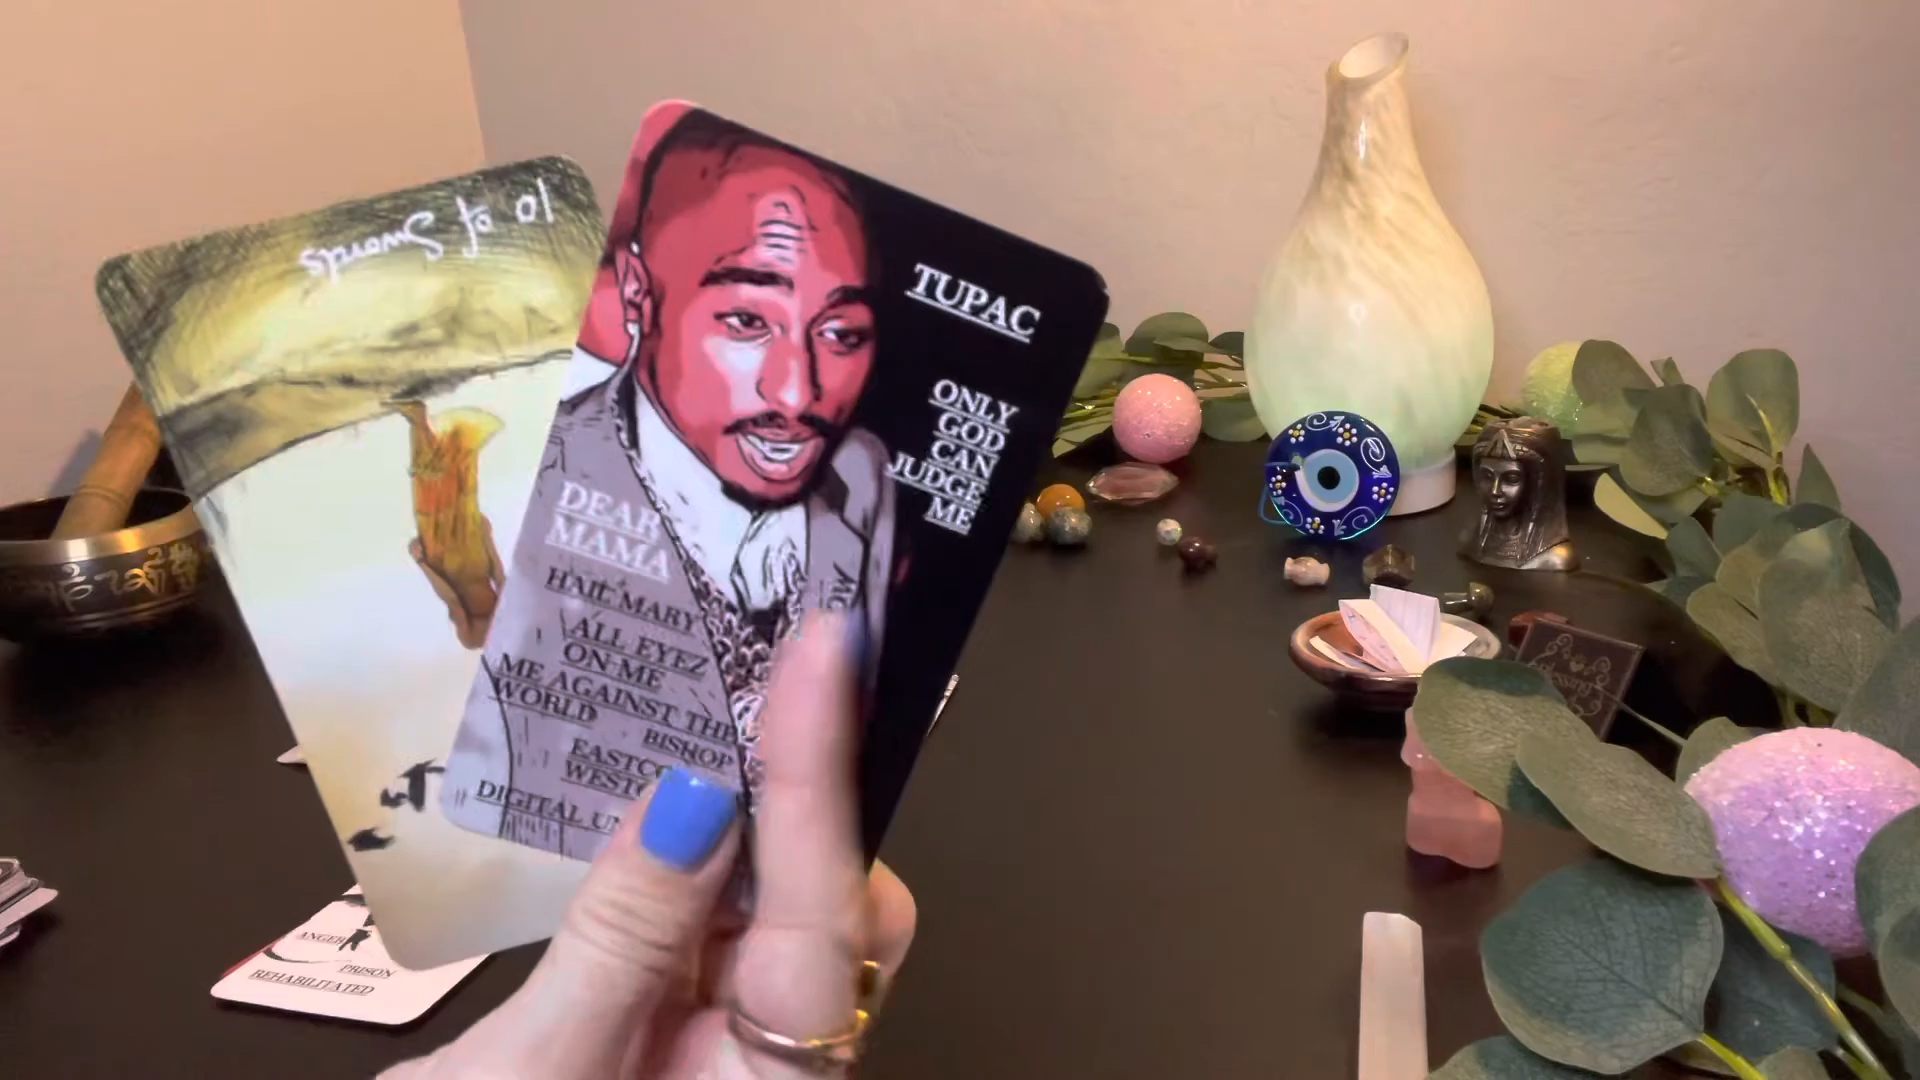 10 of Swords
TUPAC
ONLY
GOD
CAN
JUDGE
ME
DEAR
MAMA
HAIL MARY
ALL EYEZ
ON ME
ME AGAINST THE
WORLD
BISHOP
DIGITAL
ANGER
PRISON
REHABILITATED